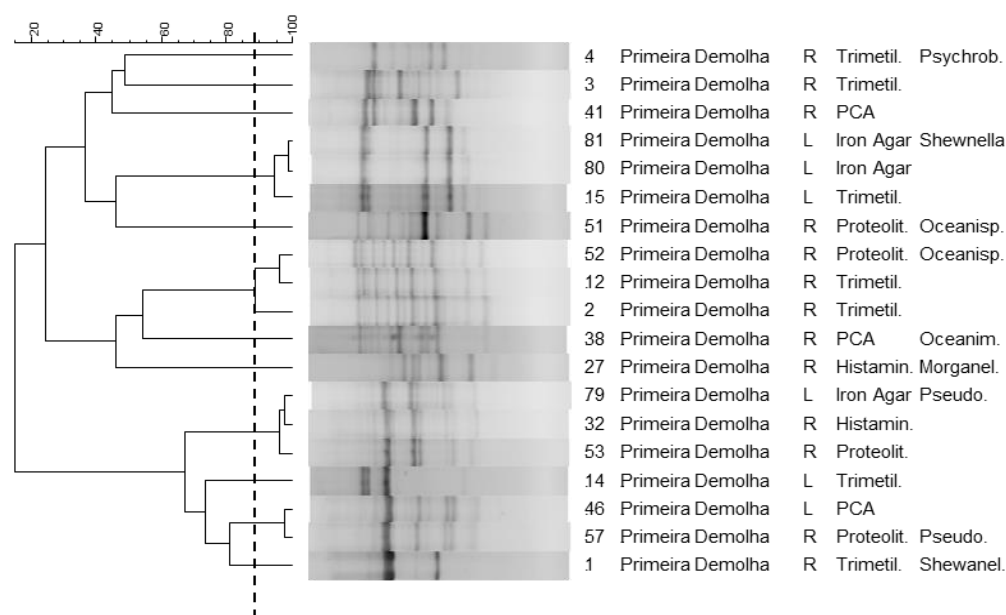 20 40 60 80 100
4 Primeira Demolha R Trimetil. Psychrob.
3 Primeira Demolha R Trimetil.
41 Primeira Demolha R PCA
81 Primeira Demolha L Iron Agar Shewnella
80 Primeira Demolha L Iron Agar
15 Primeira Demolha L Trimetil.
51 Primeira Demolha R Proteolit. Oceanisp.
52 Primeira Demolha R Proteolit. Oceanisp.
12 Primeira Demolha R Trimetil.
2 Primeira Demolha R Trimetil.
38 Primeira Demolha R PCA Oceanim.
27 Primeira Demolha R Histamin. Morganel.
79 Primeira Demolha L Iron Agar Pseudo.
32 Primeira Demolha R Histamin.
53 Primeira Demolha R Proteolit.
14 Primeira Demolha L Trimetil.
46 Primeira Demolha L PCA
57 Primeira Demolha R Proteolit. Pseudo.
1 Primeira Demolha R Trimetil. Shewanel.